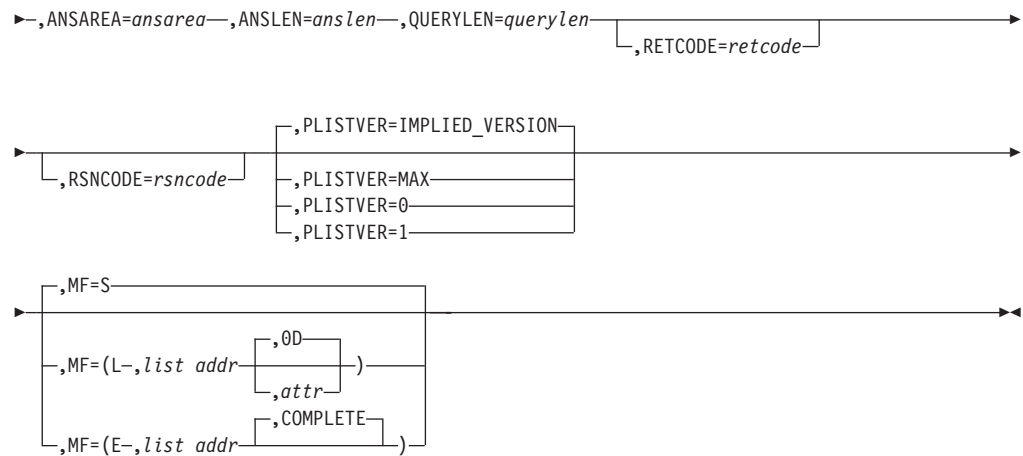 ,ANSAREA=ansarea ,ANSLEN=anslen ,QUERYLEN=querylen
,RETCODE=retcode
,PLISTVER=IMPLIED_VERSION
,RSNCODE=rsncode
,PLISTVER=MAX
,PLISTVER=0
,PLISTVER=1
,MF=S
,0D
,MF=(L ,list addr )
,attr
,COMPLETE
,MF=(E ,list addr )